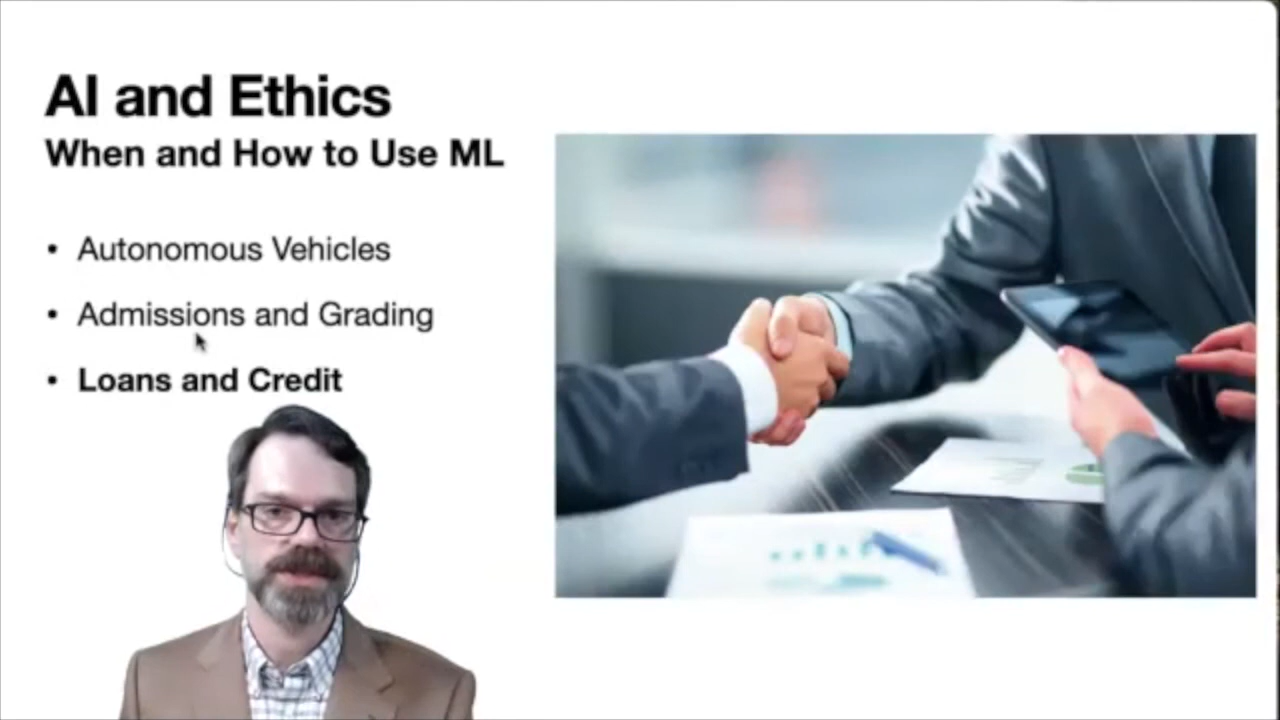 AI and Ethics
When and How to Use ML
• Autonomous Vehicles
• Admissions and Grading
• Loans and Credit